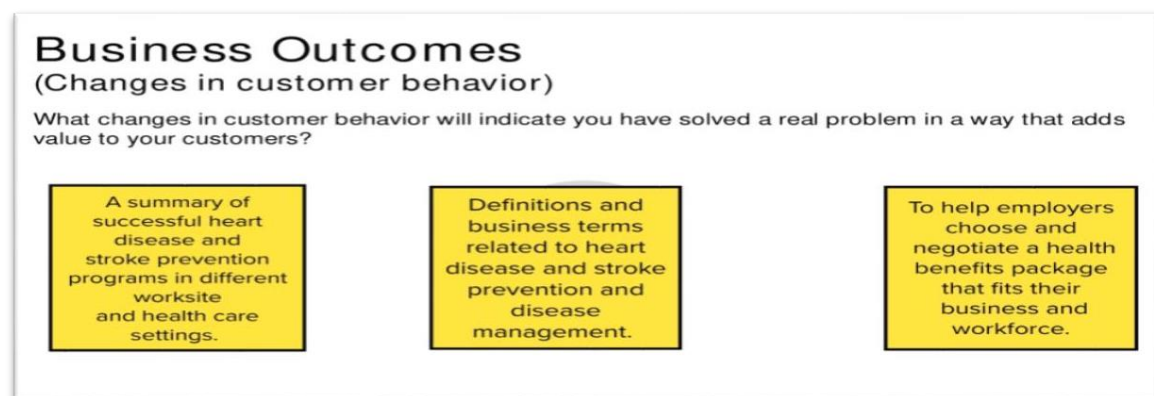 Business Outcomes
(Changes in customer behavior)
What changes in customer behavior will indicate you have solved a real problem in a way that adds
value to your customers?
A summary of
successful heart
disease and
stroke prevention
programs in different
worksite
and health care
settings.
Definitions and
business terms
related to heart
disease and stroke
prevention and
disease
management.
To help employers
choose and
negotiate a health
benefits package
that fits their
business and
workforce.